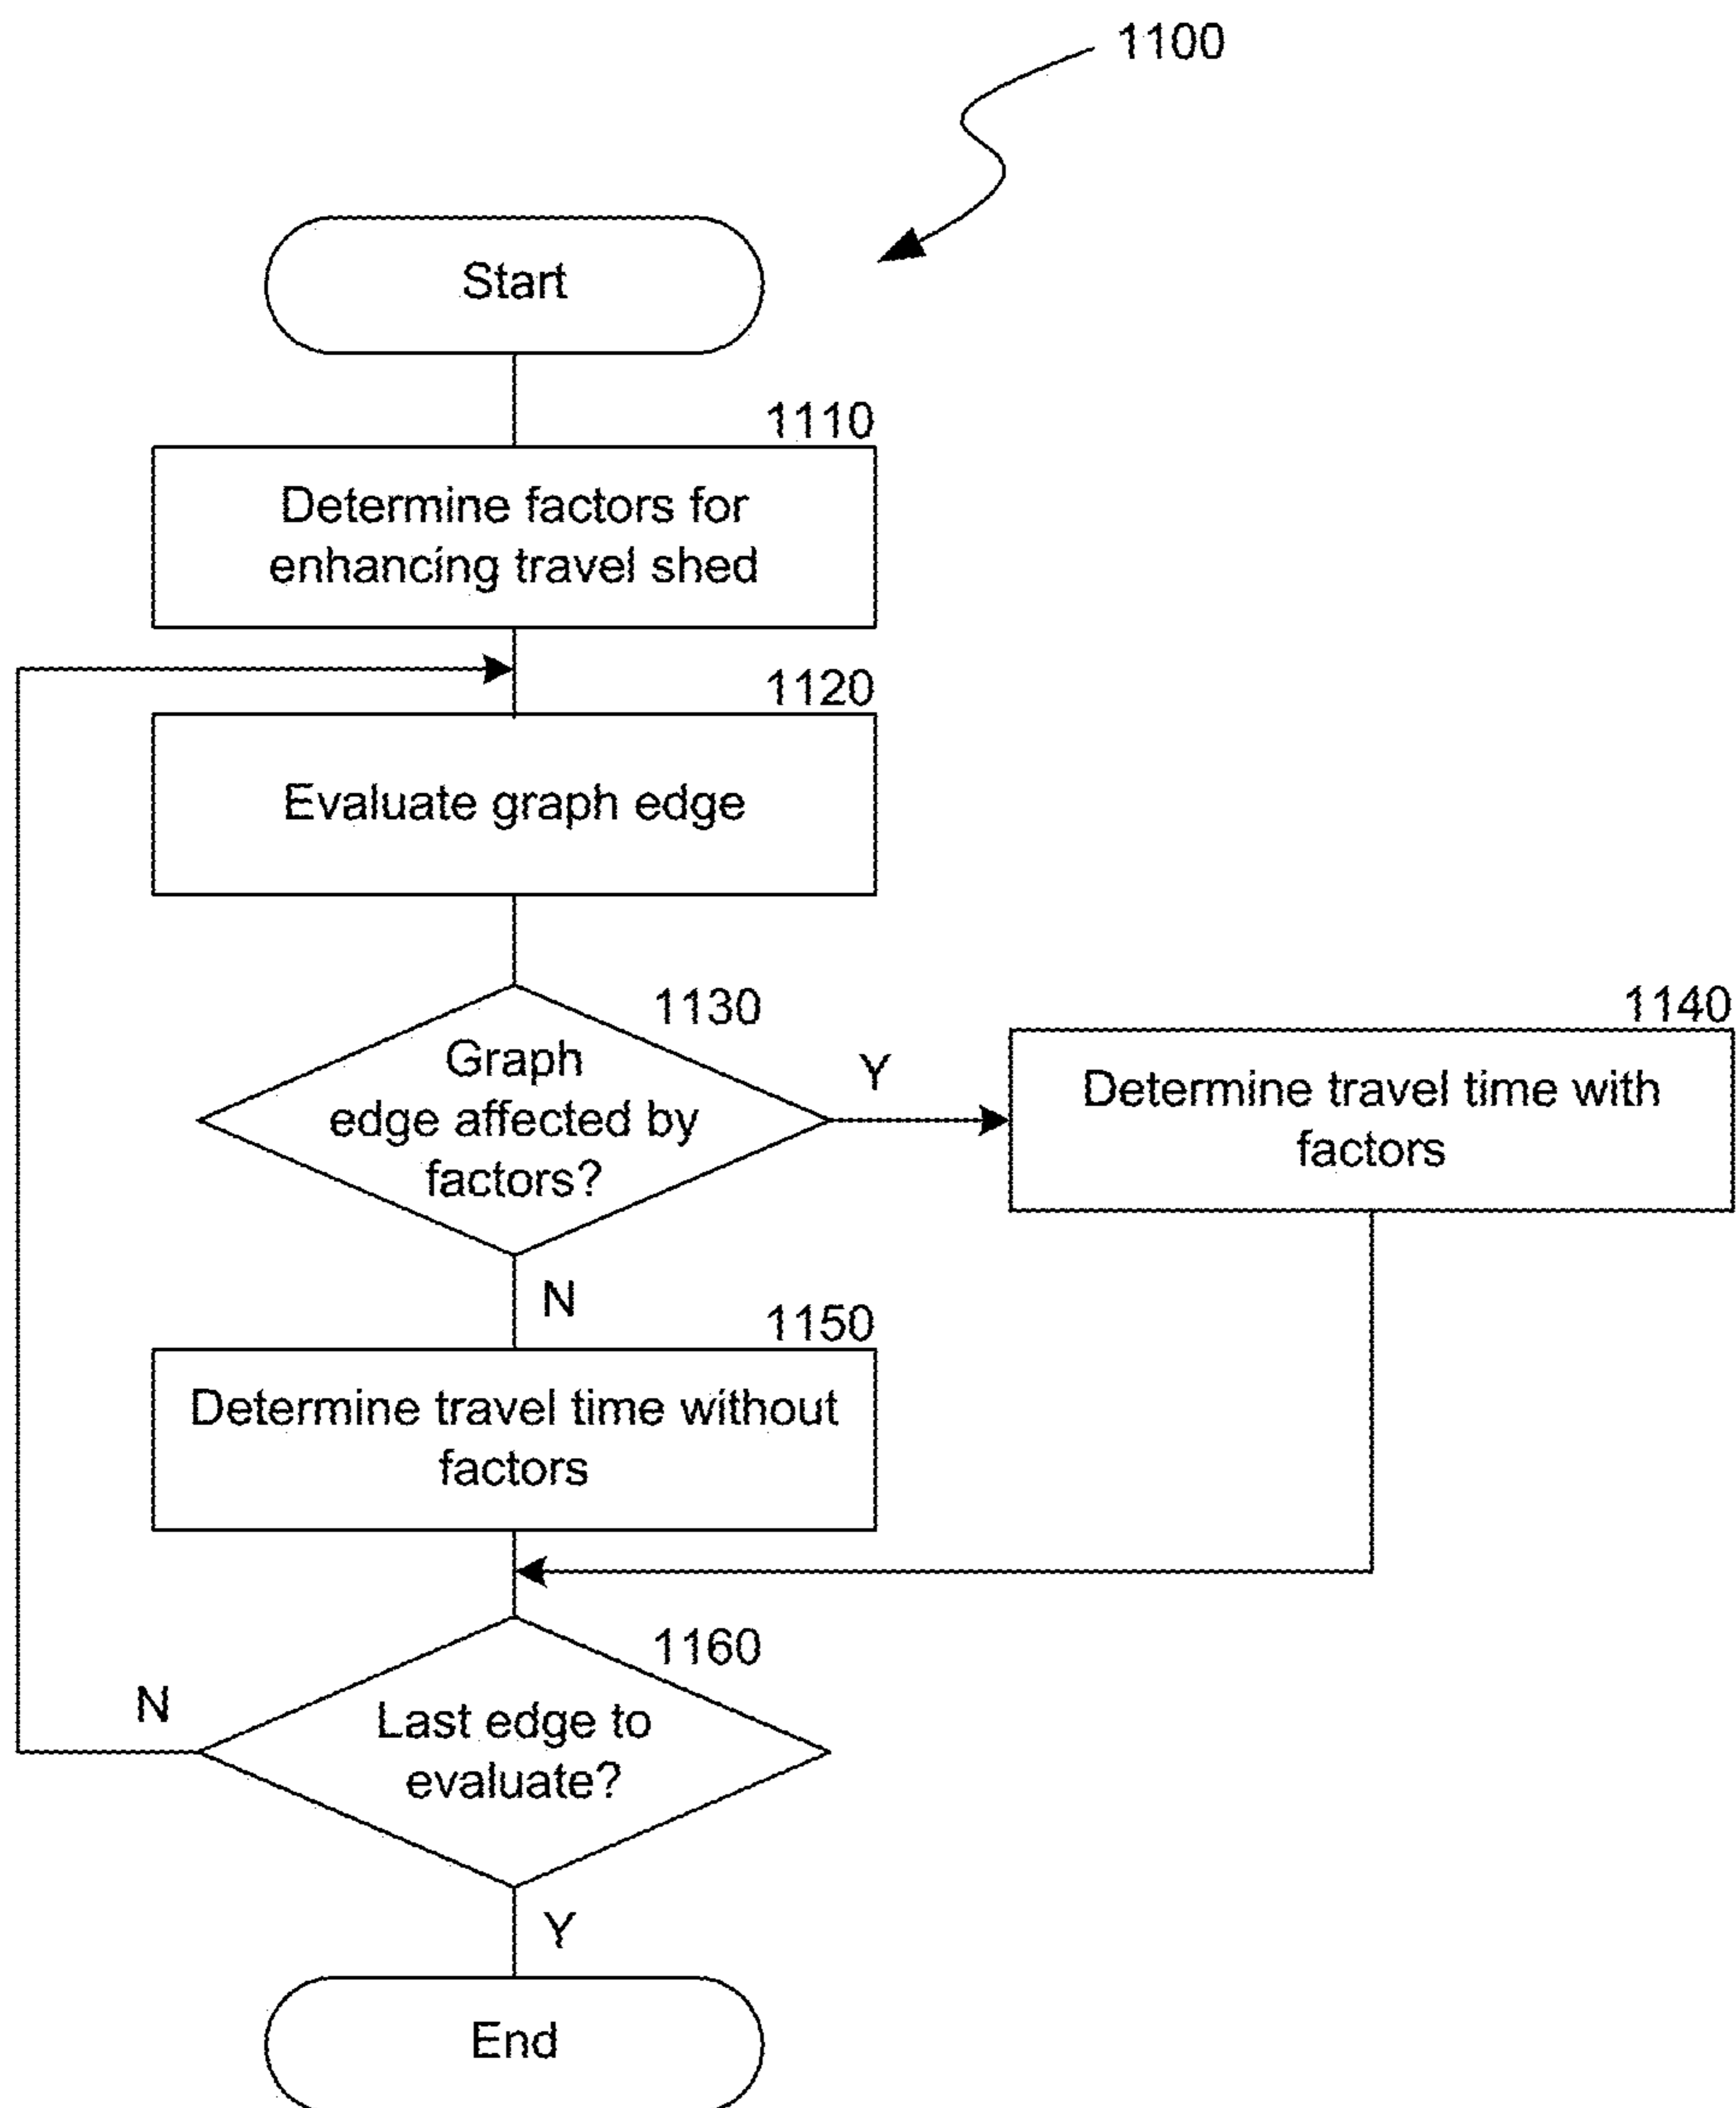 1100
Start
1110
Determine factors for
enhancing travel shed
1120
Evaluate graph edge
1130
Graph
edge affected by
factors?
Y
1140
Determine travel time with
factors
N
1150
Determine travel time without
factors
1160
Last edge to
evaluate?
N
Y
End